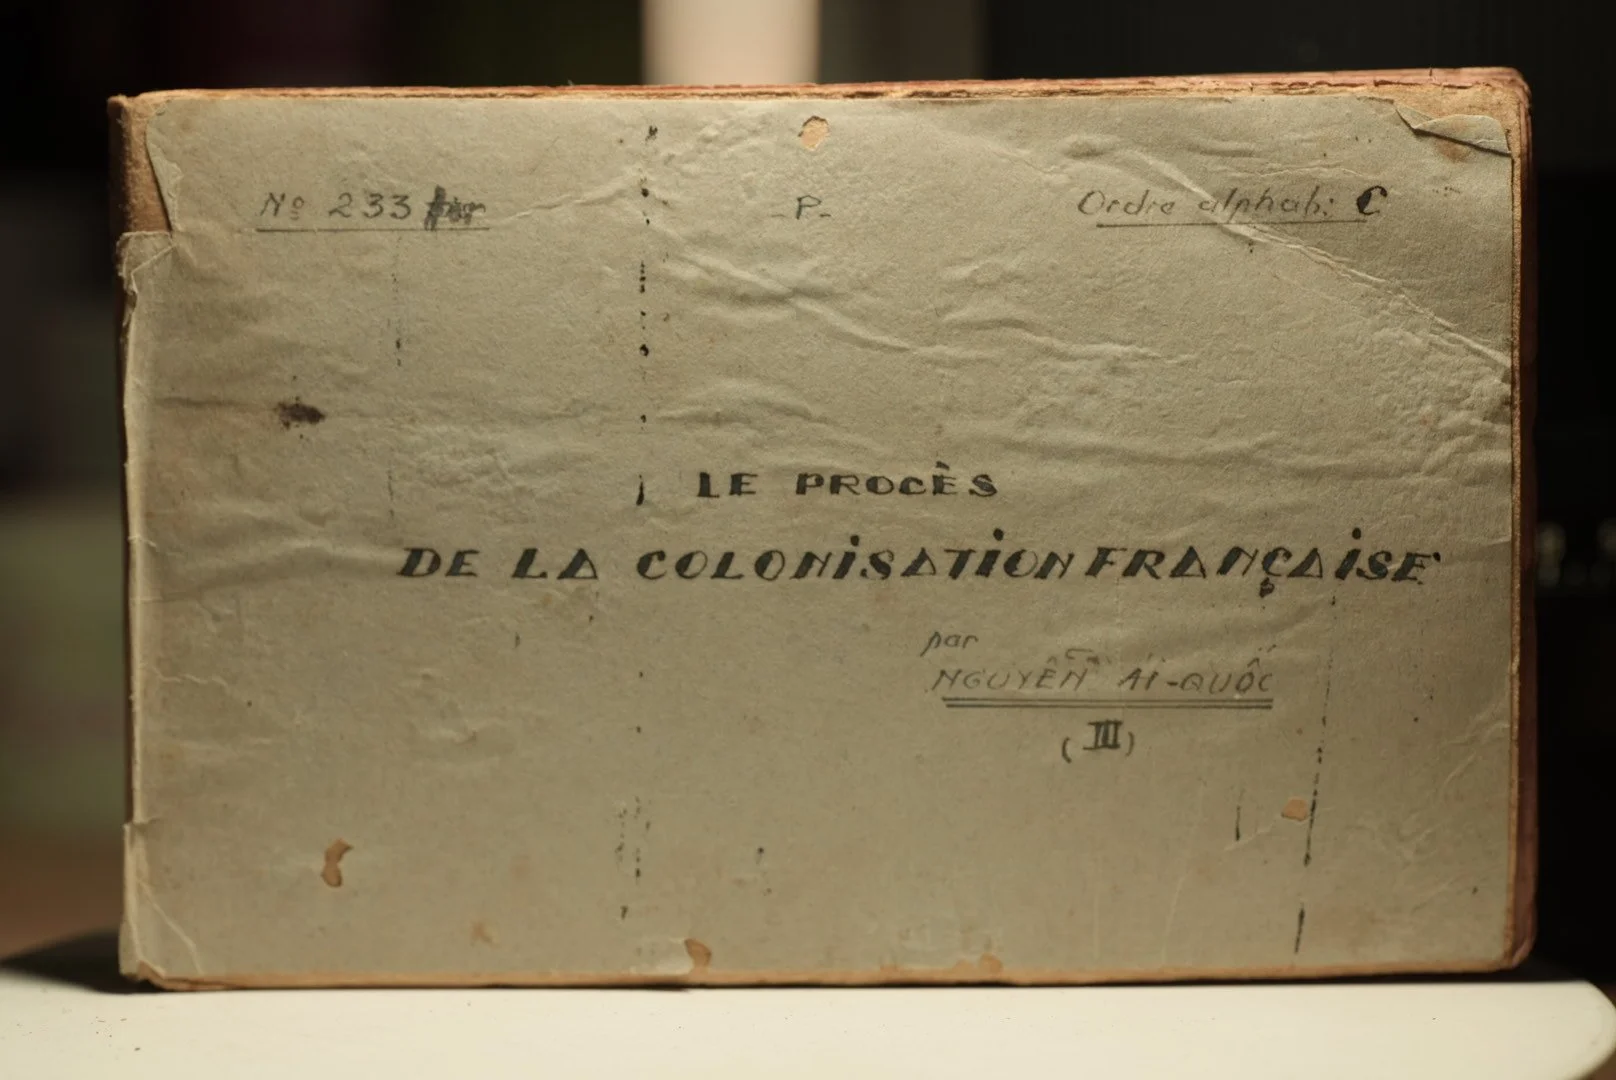 Nº 233
- P -
Ordre alphab: C
LE PROCÈS
DE LA COLONISATION FRANÇAISE
par
NGUYỄN ÁI-QUỐC
(III)